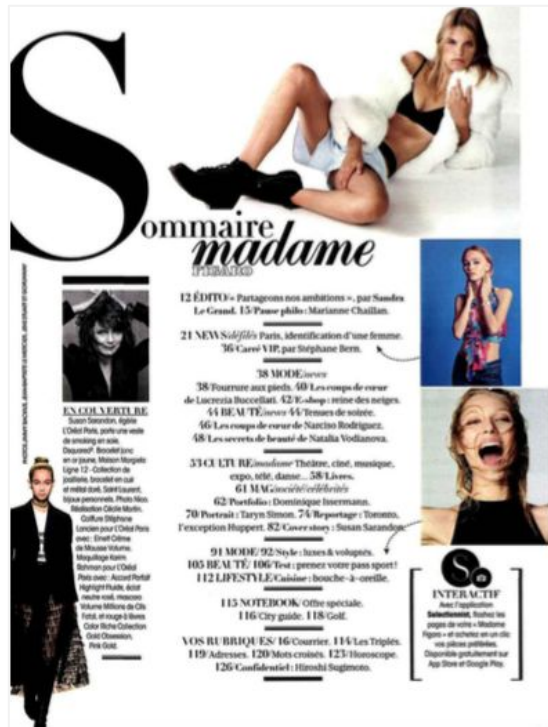 Sommaire
madame
FIGARO
12 ÉDITO/« Partageons nos ambitions », par Sandra
Le Grand. 15/Pause philo : Marianne Chaillan.
21 NEWS/défilés Paris, identification d'une femme.
36/Carré VIP, par Stéphane Bern.
38 MODE/news
38/Fourrure aux pieds. 40/Les coups de cœur
de Lucrezia Buccellati. 42/E-shop : reine des neiges.
44 BEAUTÉ/news 44/Tenues de soirée.
46/Les coups de cœur de Narciso Rodriguez.
48/Les secrets de beauté de Natalia Vodianova.
53 CULTURE/madame Théâtre, ciné, musique,
expo, télé, danse... 58/Livres.
61 MAG/société/célébrités
62/Portfolio : Dominique Issermann.
70/Portrait : Taryn Simon. 74/Reportage : Toronto,
l'exception Huppert. 82/Cover story : Susan Sarandon.
91 MODE/92/Style : luxes & voluptés.
105 BEAUTÉ/106/Test : prenez votre pass sport !
112 LIFESTYLE/Cuisine : bouche-à-oreille.
115 NOTEBOOK/Offre spéciale.
116/City guide. 118/Golf.
VOS RUBRIQUES/16/Courrier. 114/Les Triplés.
119/Adresses. 120/Mots croisés. 123/Horoscope.
126/Confidentiel : Hiroshi Sugimoto.
EN COUVERTURE
Susan Sarandon, égérie
L'Oréal Paris, porte une veste
de smoking en soie,
Dsquared². Bracelet jonc
en or jaune, Maison Margiela
Ligne 12 - Collection de
joaillerie, bracelet en cuir
et métal doré, Saint Laurent,
bijoux personnels. Photo Nico.
Réalisation Cécile Martin.
Coiffure Stéphane
Lancien pour L'Oréal Paris
avec : Elnett Crème
de Mousse Volume.
Maquillage Karim
Rahman pour L'Oréal
Paris avec : Accord Parfait
Highlight Fluide, éclat
neutre rosé, mascara
Volume Millions de Cils
Fatal, et rouge à lèvres
Color Riche Collection
Gold Obsession,
Pink Gold.
S
INTERACTIF
Avec l'application
Selectionnist, flashez les
pages de votre « Madame
Figaro » et achetez en un clic
vos pièces préférées.
Disponible gratuitement sur
App Store et Google Play.